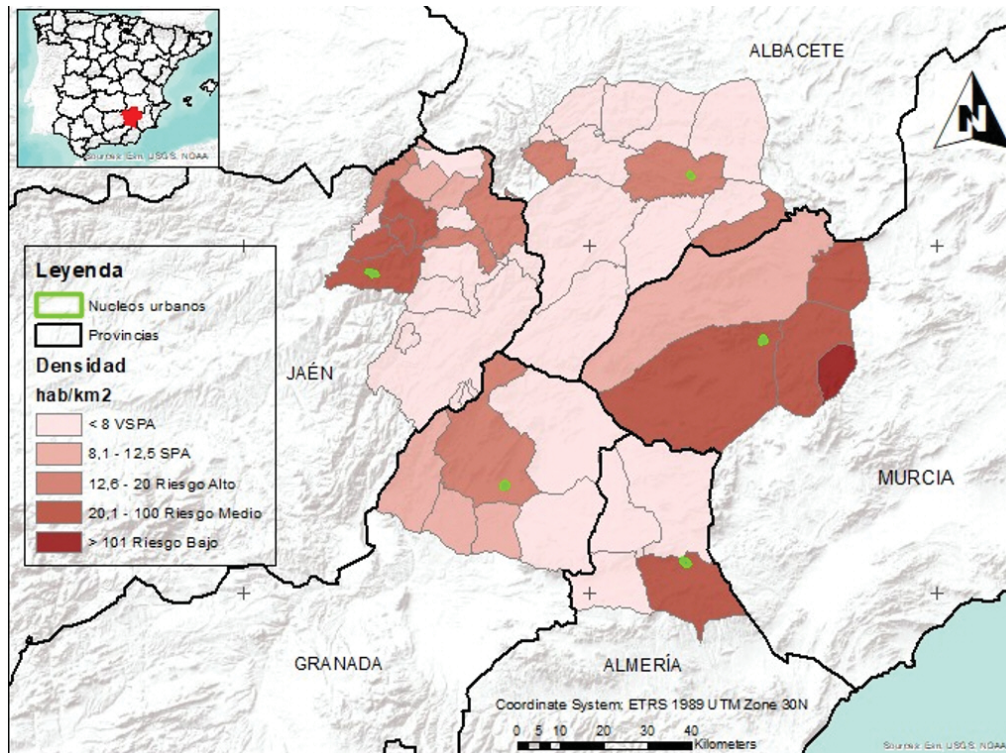 Sources: Esri, USGS, NOAA
ALBACETE
N
Leyenda
Nucleos urbanos
Provincias
Densidad
hab/km2
< 8 VSPA
8,1 - 12,5 SPA
12,6 - 20 Riesgo Alto
20,1 - 100 Riesgo Medio
> 101 Riesgo Bajo
JAÉN
MURCIA
GRANADA
ALMERÍA
Coordinate System: ETRS 1989 UTM Zone 30N
0 5 10 20 30 40
Kilometers
Sources: Esri, USGS, NOAA